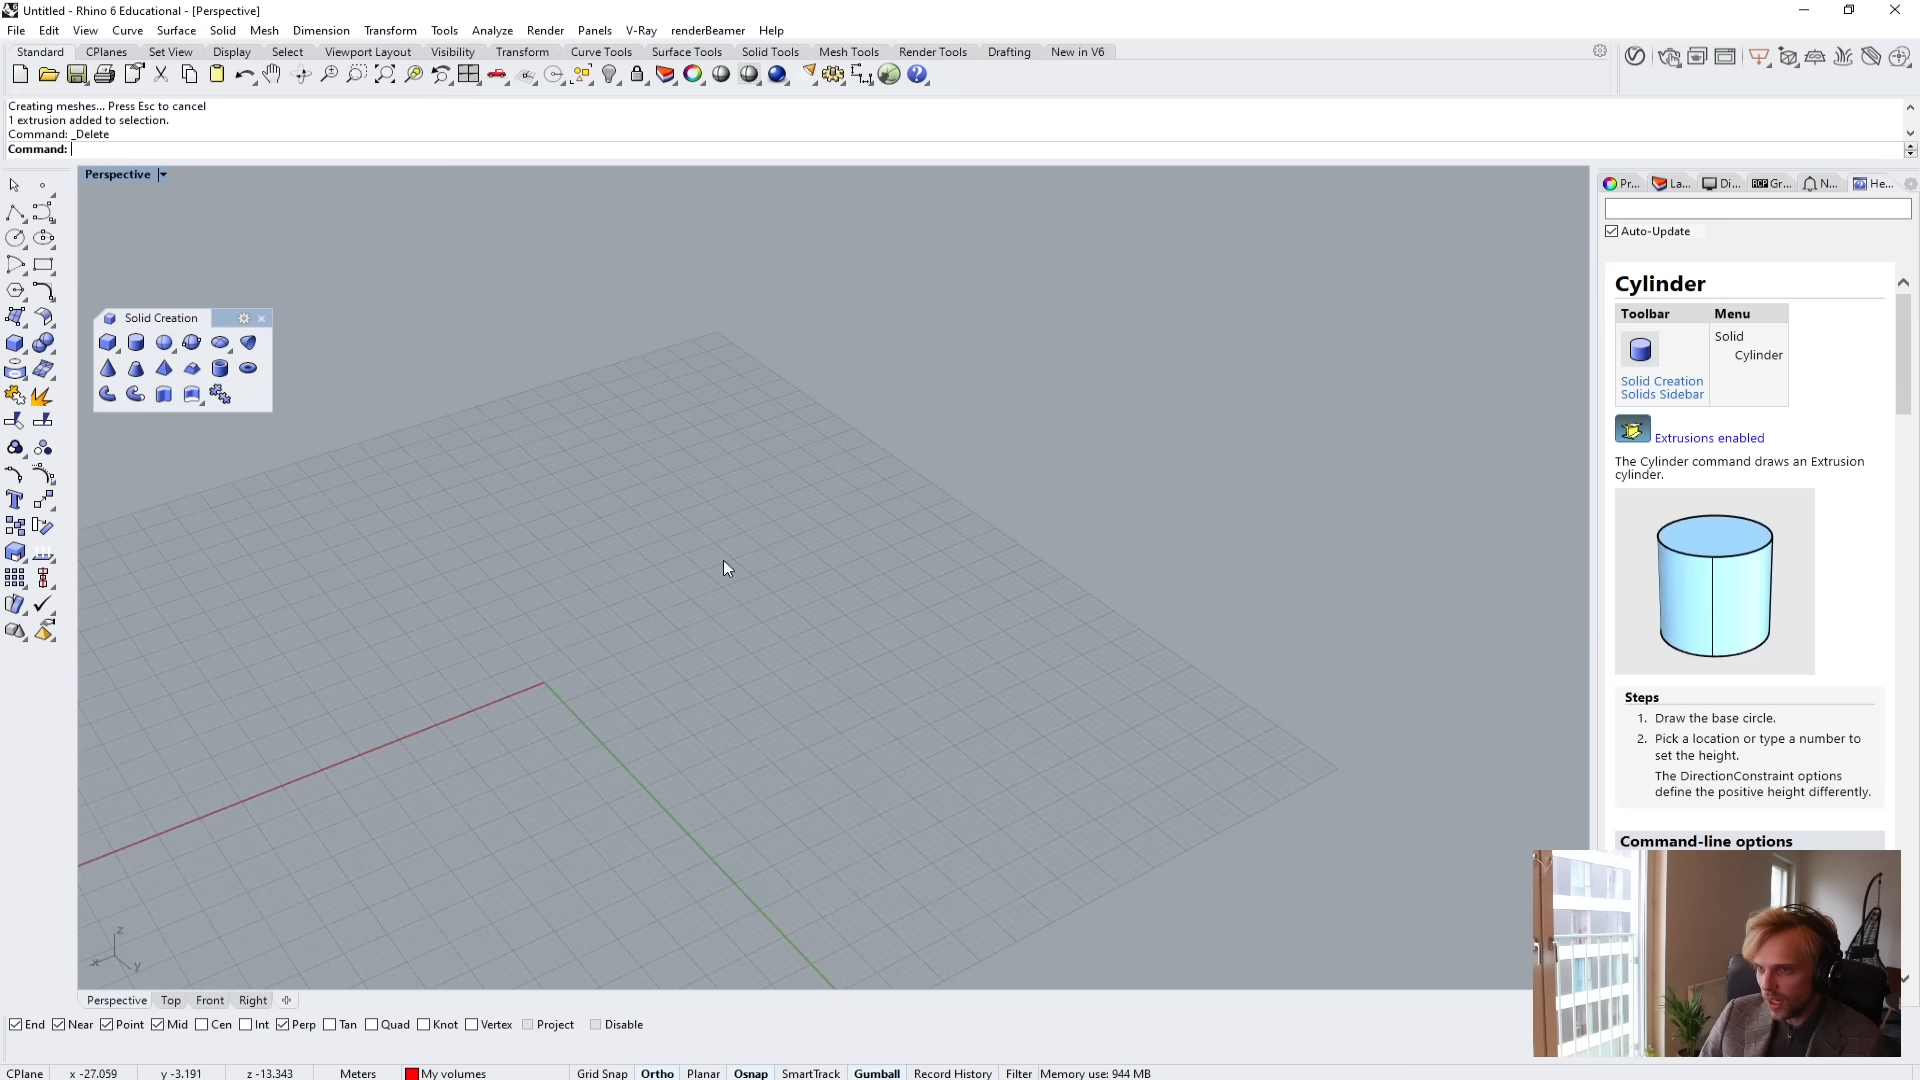 Untitled - Rhino 6 Educational - [Perspective]
File Edit View Curve Surface Solid Mesh Dimension Transform Tools Analyze Render Panels V-Ray renderBeamer Help
Standard CPlanes Set View Display Select Viewport Layout Visibility Transform Curve Tools Surface Tools Solid Tools Mesh Tools Render Tools Drafting New in V6
Creating meshes... Press Esc to cancel
1 extrusion added to selection.
Command: _Delete
Command:
Perspective
Pr... La... Di... Gr... N... He...
Auto-Update
Solid Creation
Cylinder
Toolbar Menu
Solid
Cylinder
Solid Creation
Solids Sidebar
Extrusions enabled
The Cylinder command draws an Extrusion
cylinder.
Steps
1. Draw the base circle.
2. Pick a location or type a number to
set the height.
The DirectionConstraint options
define the positive height differently.
Command-line options
z
x
y
Perspective Top Front Right
End Near Point Mid Cen Int Perp Tan Quad Knot Vertex Project Disable
CPlane x -27.059 y -3.191 z -13.343 Meters My volumes Grid Snap Ortho Planar Osnap SmartTrack Gumball Record History Filter Memory use: 944 MB